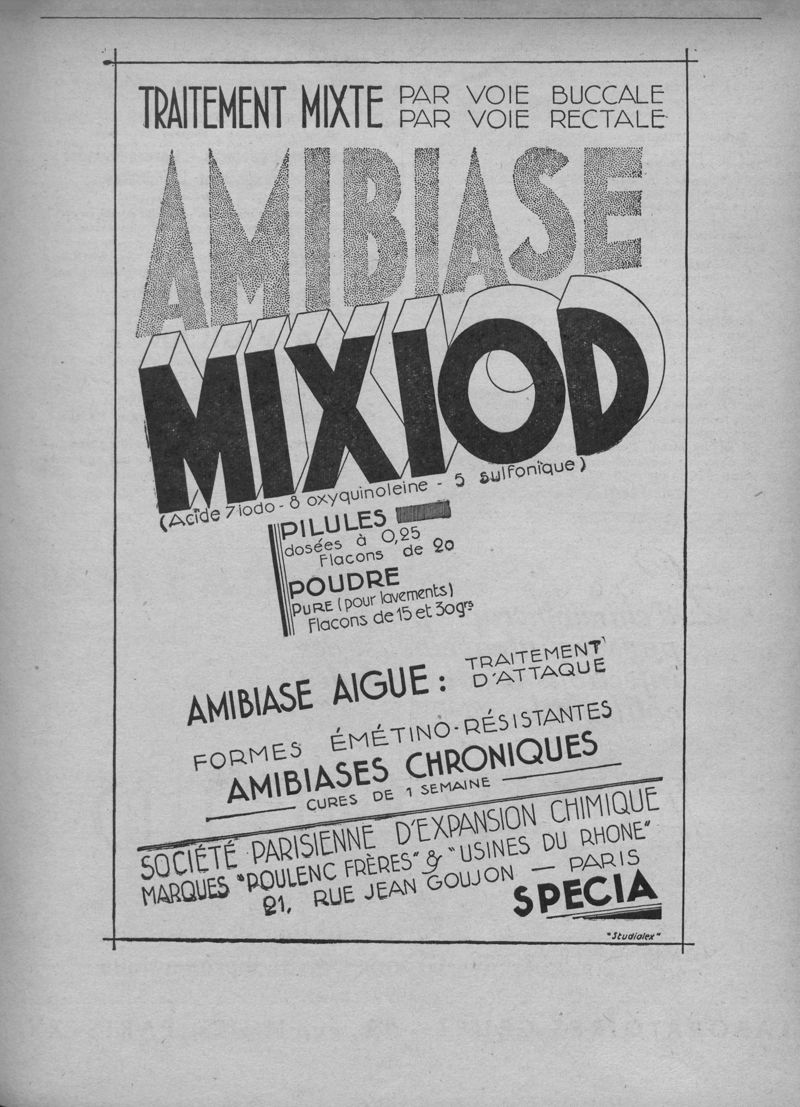 TRAITEMENT MIXTE PAR VOIE BUCCALE
PAR VOIE RECTALE
AMIBIASE
MIXIOD
(Acide 7 iodo - 8 oxyquinoleine - 5 sulfonique)
PILULES
dosées à 0,25
Flacons de 20
POUDRE
PURE (pour lavements)
Flacons de 15 et 30 grs
AMIBIASE AIGUE : TRAITEMENT
D'ATTAQUE
FORMES ÉMÉTINO-RÉSISTANTES
AMIBIASES CHRONIQUES
CURES DE 1 SEMAINE
SOCIÉTÉ PARISIENNE D'EXPANSION CHIMIQUE
MARQUES "POULENC FRÈRES" & "USINES DU RHONE"
21, RUE JEAN GOUJON — PARIS
SPECIA
"Studialex"